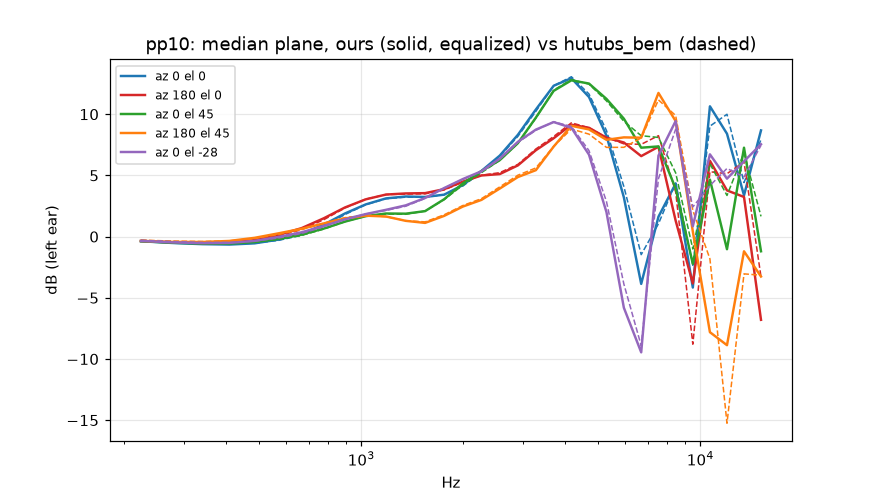 pp10: median plane, ours (solid, equalized) vs hutubs_bem (dashed)
az 0 el 0
az 180 el 0
az 0 el 45
az 180 el 45
az 0 el -28
dB (left ear)
10
5
0
−5
−10
−15
10³
10⁴
Hz